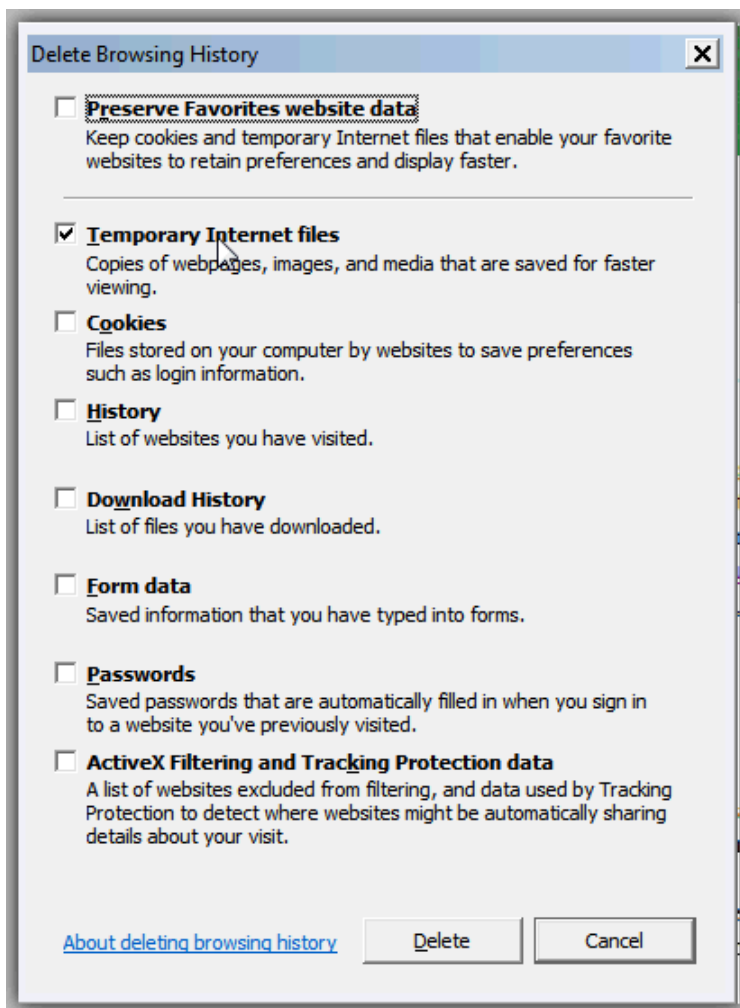 Delete Browsing History
Preserve Favorites website data
Keep cookies and temporary Internet files that enable your favorite
websites to retain preferences and display faster.
Temporary Internet files
Copies of webpages, images, and media that are saved for faster
viewing.
Cookies
Files stored on your computer by websites to save preferences
such as login information.
History
List of websites you have visited.
Download History
List of files you have downloaded.
Form data
Saved information that you have typed into forms.
Passwords
Saved passwords that are automatically filled in when you sign in
to a website you've previously visited.
ActiveX Filtering and Tracking Protection data
A list of websites excluded from filtering, and data used by Tracking
Protection to detect where websites might be automatically sharing
details about your visit.
About deleting browsing history
Delete
Cancel